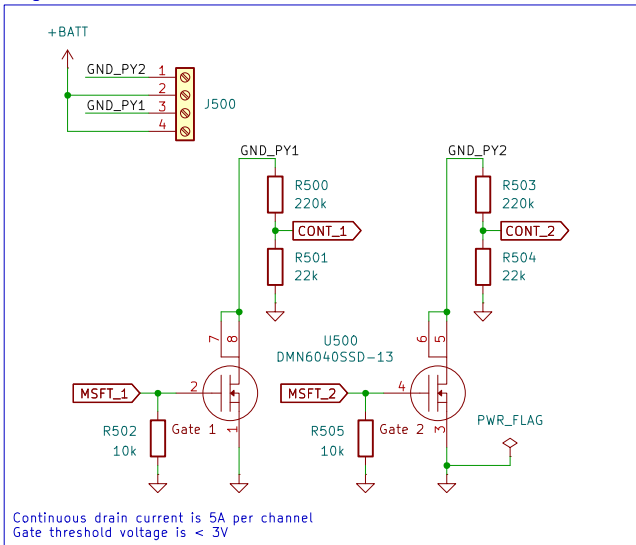 +BATT
GND_PY2 1
2
GND_PY1 3
4
J500
GND_PY1
GND_PY2
R500
220k
CONT_1
R501
22k
R503
220k
CONT_2
R504
22k
7 8
6 5
U500
DMN6040SSD-13
MSFT_1
2
MSFT_2
4
R502
10k
Gate 1
1
R505
10k
Gate 2
3
PWR_FLAG
Continuous drain current is 5A per channel
Gate threshold voltage is < 3V